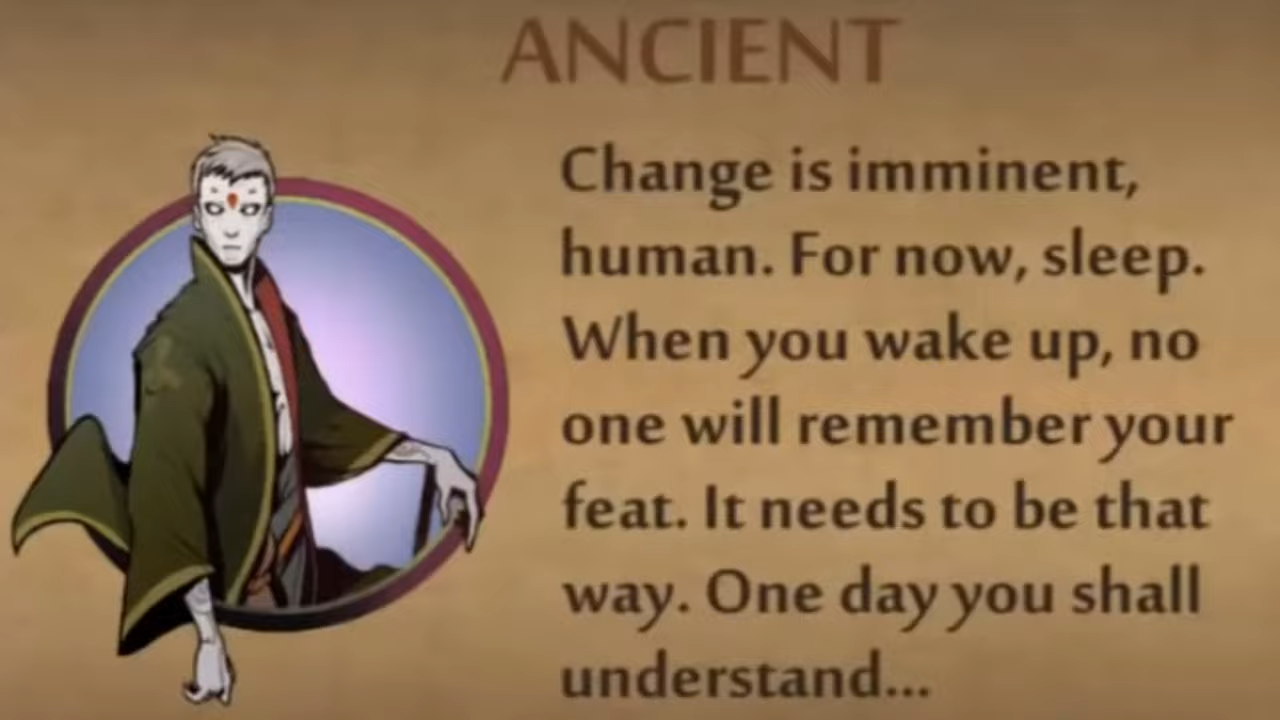 ANCIENT
Change is imminent,
human. For now, sleep.
When you wake up, no
one will remember your
feat. It needs to be that
way. One day you shall
understand...